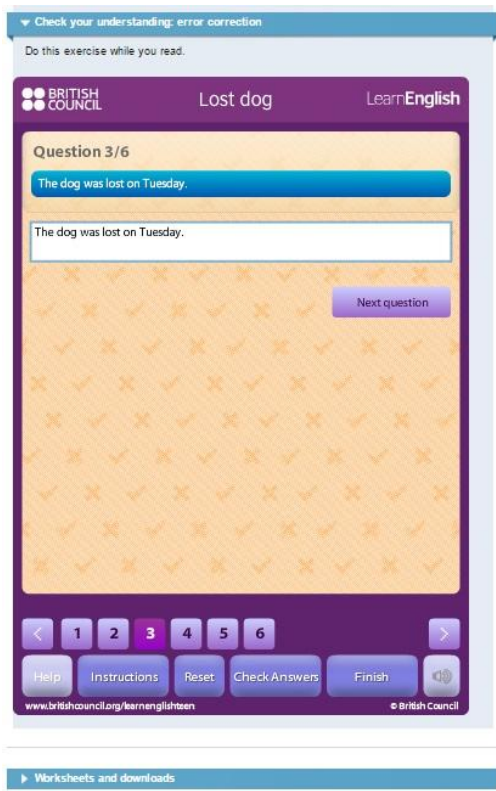 Check your understanding: error correction
Do this exercise while you read.
BRITISH
COUNCIL
Lost dog
LearnEnglish
Question 3/6
The dog was lost on Tuesday.
The dog was lost on Tuesday.
Next question
1 2 3 4 5 6
Help Instructions Reset Check Answers Finish
www.britishcouncil.org/learnenglishteen © British Council
Worksheets and downloads